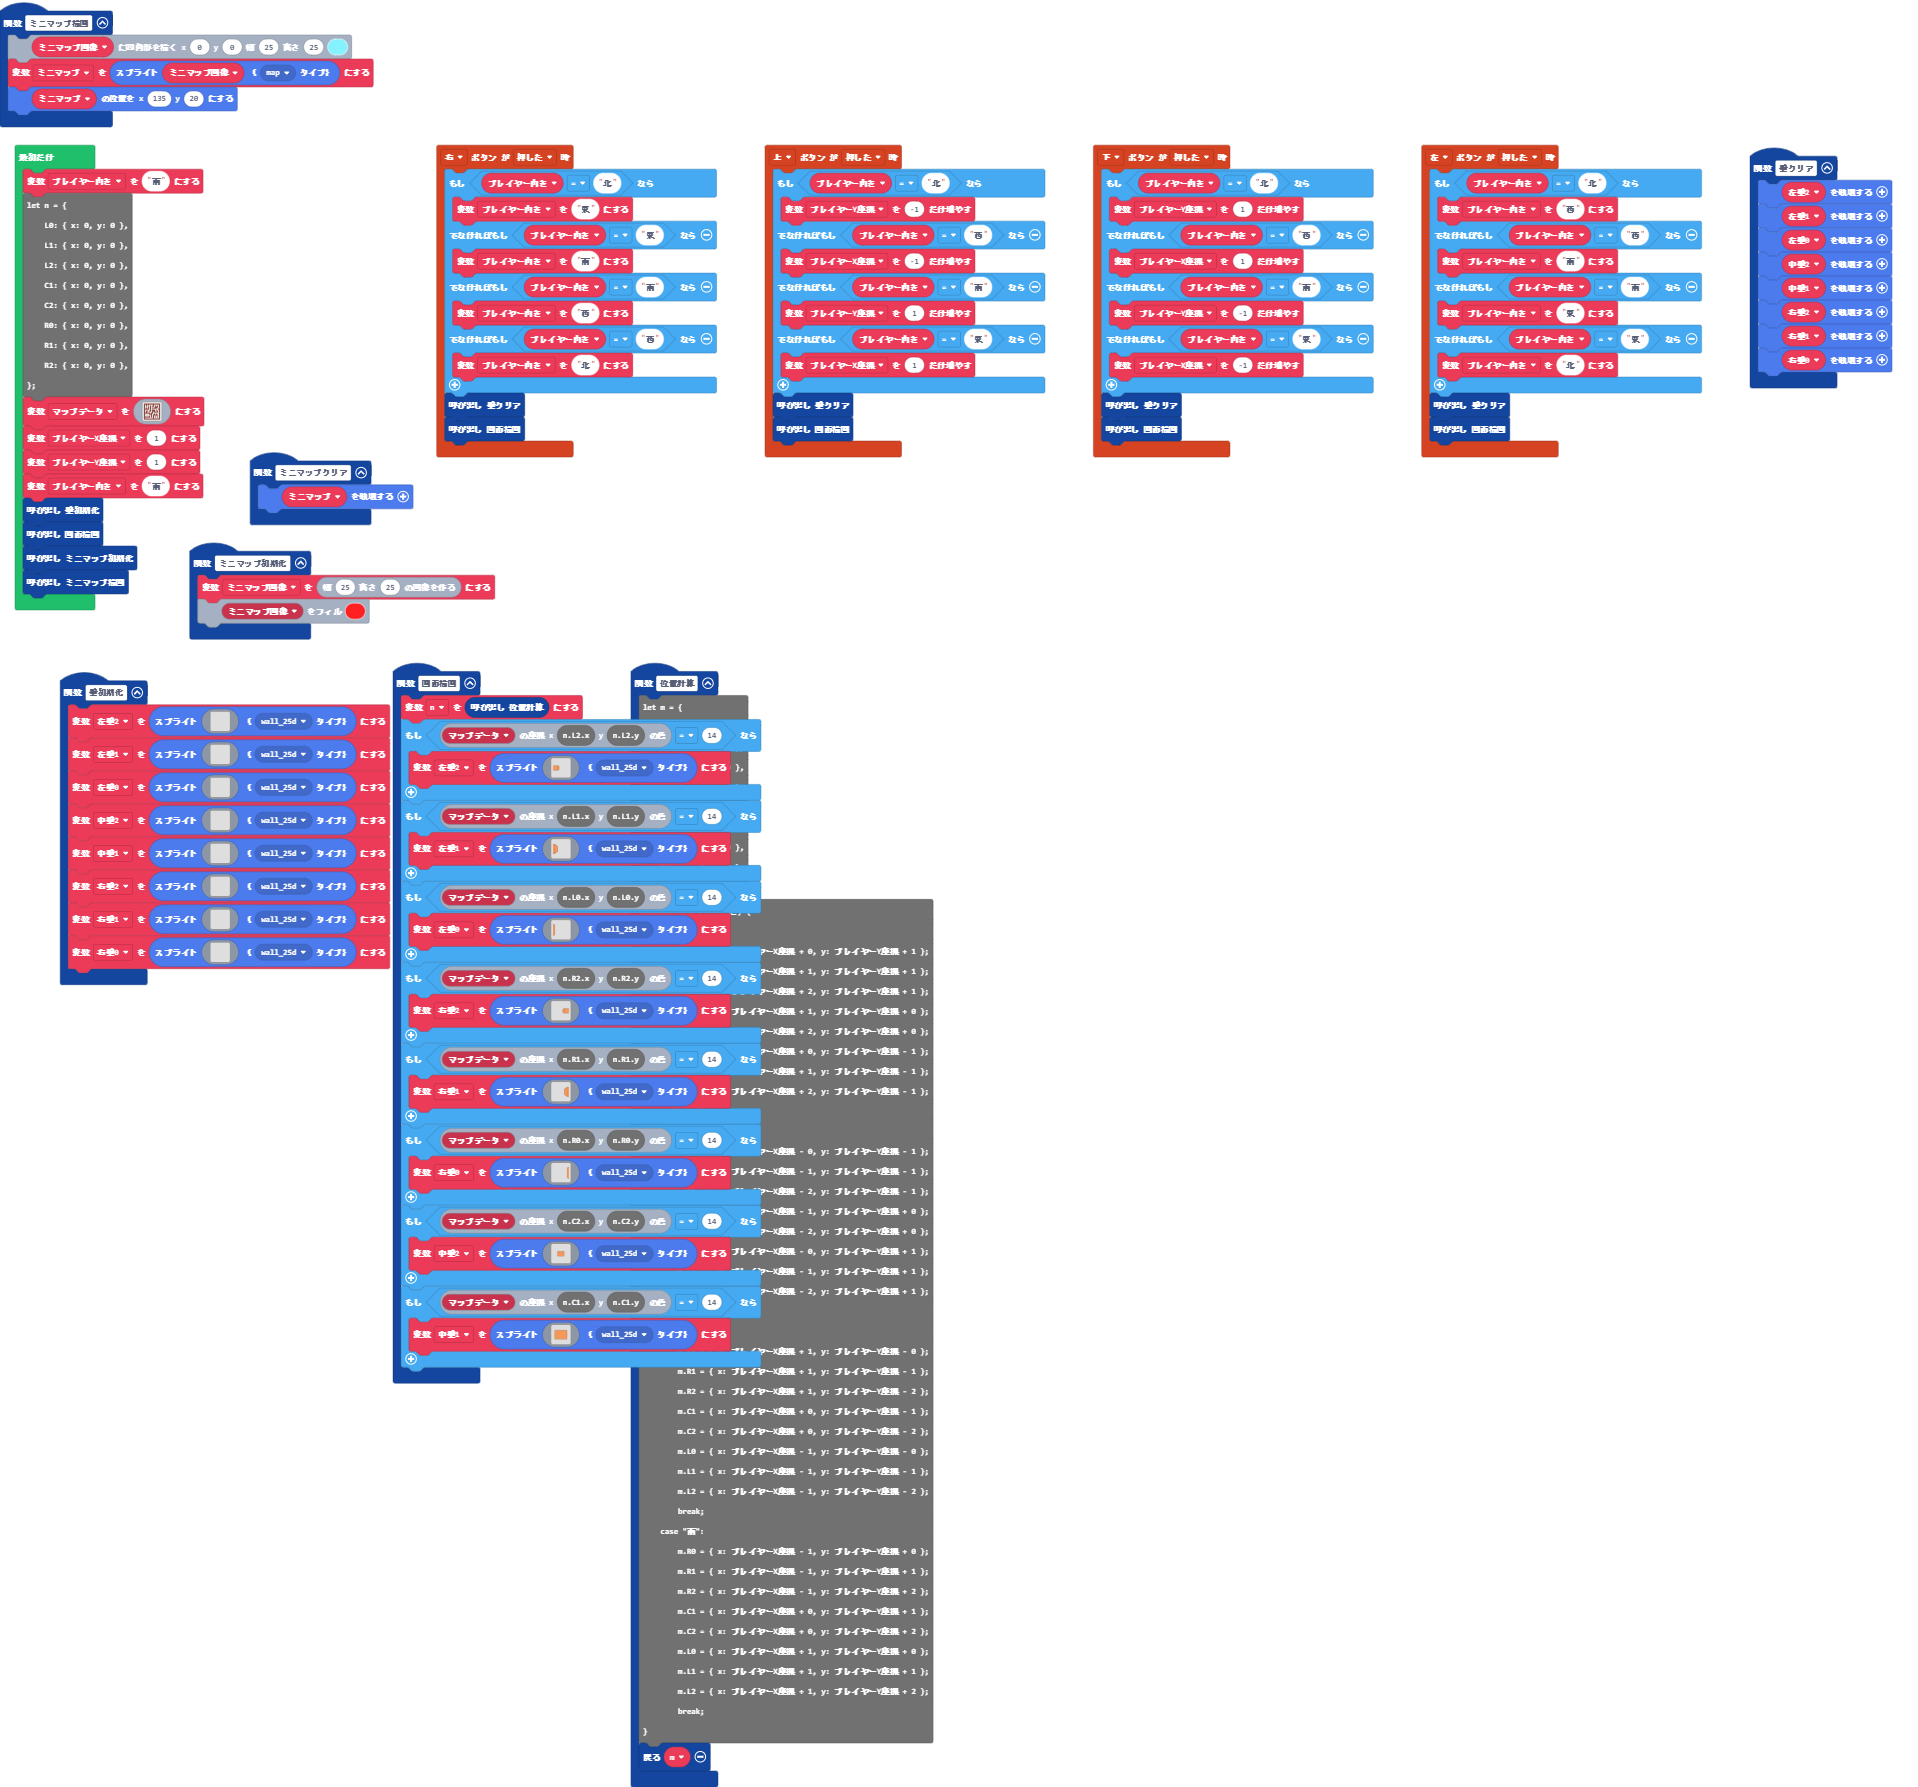 関数 ミニマップ描画
ミニマップ画像 に四角形を描く x 0 y 0 幅 25 高さ 25
変数 ミニマップ を スプライト ミニマップ画像 ( map タイプ) にする
ミニマップ の位置を x 135 y 20 にする
最初だけ
変数 プレイヤー向き を "南" にする
let n = {
L0: { x: 0, y: 0 },
L1: { x: 0, y: 0 },
L2: { x: 0, y: 0 },
C1: { x: 0, y: 0 },
C2: { x: 0, y: 0 },
R0: { x: 0, y: 0 },
R1: { x: 0, y: 0 },
R2: { x: 0, y: 0 },
};
変数 マップデータ を にする
変数 プレイヤーX座標 を 1 にする
変数 プレイヤーY座標 を 1 にする
変数 プレイヤー向き を "南" にする
呼び出し 壁初期化
呼び出し 画面描画
呼び出し ミニマップ初期化
呼び出し ミニマップ描画
関数 ミニマップクリア
ミニマップ を破壊する
関数 ミニマップ初期化
変数 ミニマップ画像 を 幅 25 高さ 25 の画像を作る にする
ミニマップ画像 をフィル
右 ボタン が 押した 時
もし プレイヤー向き = "北" なら
変数 プレイヤー向き を "東" にする
でなければもし プレイヤー向き = "東" なら
変数 プレイヤー向き を "南" にする
でなければもし プレイヤー向き = "南" なら
変数 プレイヤー向き を "西" にする
でなければもし プレイヤー向き = "西" なら
変数 プレイヤー向き を "北" にする
呼び出し 壁クリア
呼び出し 画面描画
上 ボタン が 押した 時
もし プレイヤー向き = "北" なら
変数 プレイヤーY座標 を -1 だけ増やす
でなければもし プレイヤー向き = "西" なら
変数 プレイヤーX座標 を -1 だけ増やす
でなければもし プレイヤー向き = "南" なら
変数 プレイヤーY座標 を 1 だけ増やす
でなければもし プレイヤー向き = "東" なら
変数 プレイヤーX座標 を 1 だけ増やす
呼び出し 壁クリア
呼び出し 画面描画
下 ボタン が 押した 時
もし プレイヤー向き = "北" なら
変数 プレイヤーY座標 を 1 だけ増やす
でなければもし プレイヤー向き = "西" なら
変数 プレイヤーX座標 を 1 だけ増やす
でなければもし プレイヤー向き = "南" なら
変数 プレイヤーY座標 を -1 だけ増やす
でなければもし プレイヤー向き = "東" なら
変数 プレイヤーX座標 を -1 だけ増やす
呼び出し 壁クリア
呼び出し 画面描画
左 ボタン が 押した 時
もし プレイヤー向き = "北" なら
変数 プレイヤー向き を "西" にする
でなければもし プレイヤー向き = "西" なら
変数 プレイヤー向き を "南" にする
でなければもし プレイヤー向き = "南" なら
変数 プレイヤー向き を "東" にする
でなければもし プレイヤー向き = "東" なら
変数 プレイヤー向き を "北" にする
呼び出し 壁クリア
呼び出し 画面描画
関数 壁クリア
左壁2 を破壊する
左壁1 を破壊する
左壁0 を破壊する
中壁2 を破壊する
中壁1 を破壊する
右壁2 を破壊する
右壁1 を破壊する
右壁0 を破壊する
関数 壁初期化
変数 左壁2 を スプライト ( wall_25d タイプ) にする
変数 左壁1 を スプライト ( wall_25d タイプ) にする
変数 左壁0 を スプライト ( wall_25d タイプ) にする
変数 中壁2 を スプライト ( wall_25d タイプ) にする
変数 中壁1 を スプライト ( wall_25d タイプ) にする
変数 右壁2 を スプライト ( wall_25d タイプ) にする
変数 右壁1 を スプライト ( wall_25d タイプ) にする
変数 右壁0 を スプライト ( wall_25d タイプ) にする
関数 画面描画
変数 n を 呼び出し 位置計算 にする
もし マップデータ の座標 x n.L2.x y n.L2.y の色 = 14 なら
変数 左壁2 を スプライト ( wall_25d タイプ) にする
もし マップデータ の座標 x n.L1.x y n.L1.y の色 = 14 なら
変数 左壁1 を スプライト ( wall_25d タイプ) にする
もし マップデータ の座標 x n.L0.x y n.L0.y の色 = 14 なら
変数 左壁0 を スプライト ( wall_25d タイプ) にする
もし マップデータ の座標 x n.R2.x y n.R2.y の色 = 14 なら
変数 右壁2 を スプライト ( wall_25d タイプ) にする
もし マップデータ の座標 x n.R1.x y n.R1.y の色 = 14 なら
変数 右壁1 を スプライト ( wall_25d タイプ) にする
もし マップデータ の座標 x n.R0.x y n.R0.y の色 = 14 なら
変数 右壁0 を スプライト ( wall_25d タイプ) にする
もし マップデータ の座標 x n.C2.x y n.C2.y の色 = 14 なら
変数 中壁2 を スプライト ( wall_25d タイプ) にする
もし マップデータ の座標 x n.C1.x y n.C1.y の色 = 14 なら
変数 中壁1 を スプライト ( wall_25d タイプ) にする
関数 位置計算
let m = {
},
},
ーX座標 + 0, y: プレイヤーY座標 + 1 };
ーX座標 + 1, y: プレイヤーY座標 + 1 };
ーX座標 + 2, y: プレイヤーY座標 + 1 };
ーX座標 + 1, y: プレイヤーY座標 + 0 };
ーX座標 + 2, y: プレイヤーY座標 + 0 };
ーX座標 + 0, y: プレイヤーY座標 - 1 };
ーX座標 + 1, y: プレイヤーY座標 - 1 };
プレイヤーX座標 + 2, y: プレイヤーY座標 - 1 };
ーX座標 - 0, y: プレイヤーY座標 - 1 };
プレイヤーX座標 - 1, y: プレイヤーY座標 - 1 };
ーX座標 - 2, y: プレイヤーY座標 - 1 };
ーX座標 - 1, y: プレイヤーY座標 + 0 };
ーX座標 - 2, y: プレイヤーY座標 + 0 };
プレイヤーX座標 - 0, y: プレイヤーY座標 + 1 };
ーX座標 - 1, y: プレイヤーY座標 + 1 };
ーX座標 - 2, y: プレイヤーY座標 + 1 };
プレイヤーX座標 + 1, y: プレイヤーY座標 - 0 };
m.R1 = { x: プレイヤーX座標 + 1, y: プレイヤーY座標 - 1 };
m.R2 = { x: プレイヤーX座標 + 1, y: プレイヤーY座標 - 2 };
m.C1 = { x: プレイヤーX座標 + 0, y: プレイヤーY座標 - 1 };
m.C2 = { x: プレイヤーX座標 + 0, y: プレイヤーY座標 - 2 };
m.L0 = { x: プレイヤーX座標 - 1, y: プレイヤーY座標 - 0 };
m.L1 = { x: プレイヤーX座標 - 1, y: プレイヤーY座標 - 1 };
m.L2 = { x: プレイヤーX座標 - 1, y: プレイヤーY座標 - 2 };
break;
case "南":
m.R0 = { x: プレイヤーX座標 - 1, y: プレイヤーY座標 + 0 };
m.R1 = { x: プレイヤーX座標 - 1, y: プレイヤーY座標 + 1 };
m.R2 = { x: プレイヤーX座標 - 1, y: プレイヤーY座標 + 2 };
m.C1 = { x: プレイヤーX座標 + 0, y: プレイヤーY座標 + 1 };
m.C2 = { x: プレイヤーX座標 + 0, y: プレイヤーY座標 + 2 };
m.L0 = { x: プレイヤーX座標 + 1, y: プレイヤーY座標 + 0 };
m.L1 = { x: プレイヤーX座標 + 1, y: プレイヤーY座標 + 1 };
m.L2 = { x: プレイヤーX座標 + 1, y: プレイヤーY座標 + 2 };
break;
}
戻る m